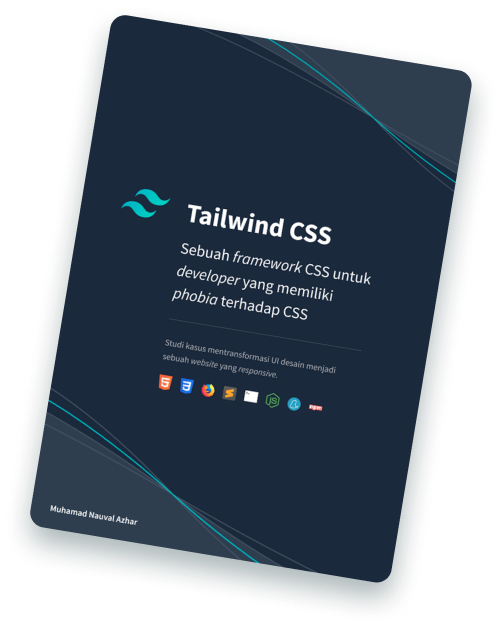 Tailwind CSS
Sebuah framework CSS untuk
developer yang memiliki
phobia terhadap CSS
Studi kasus mentransformasi UI desain menjadi
sebuah website yang responsive.
Muhamad Nauval Azhar